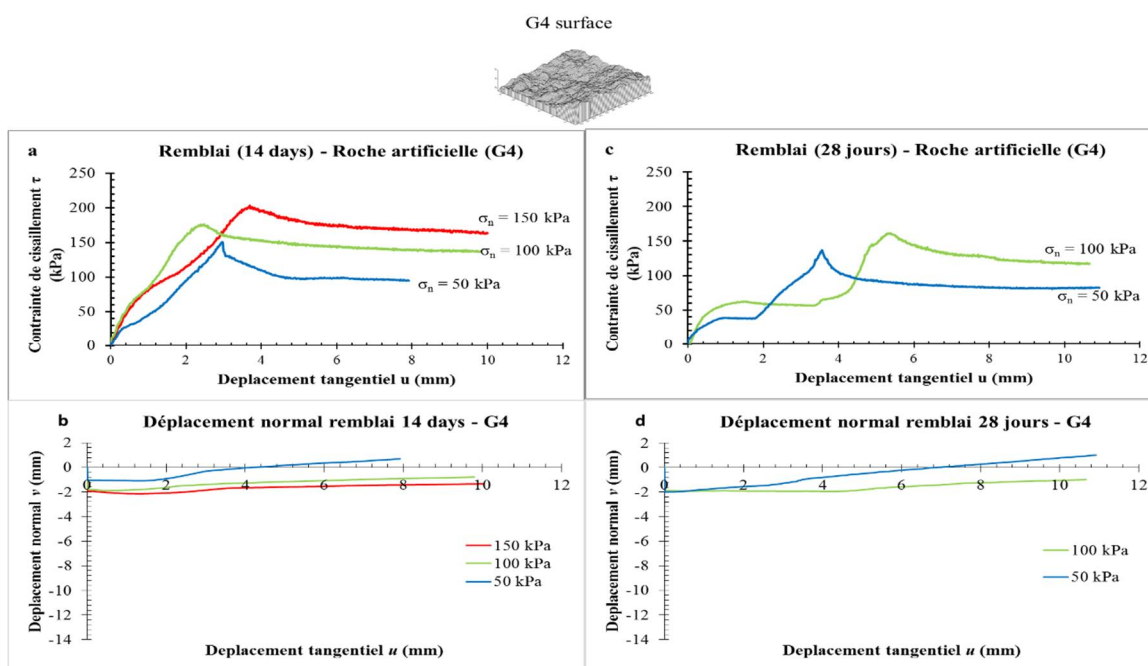 G4 surface
a
Remblai (14 days) - Roche artificielle (G4)
Contrainte de cisaillement τ
(kPa)
250
200
150
100
50
0
0 2 4 6 8 10 12
σn = 150 kPa
σn = 100 kPa
σn = 50 kPa
Deplacement tangentiel u (mm)
c
Remblai (28 jours) - Roche artificielle (G4)
Contrainte de cisaillement τ
(kPa)
250
200
150
100
50
0
0 2 4 6 8 10 12
σn = 100 kPa
σn = 50 kPa
Deplacement tangentiel u (mm)
b
Déplacement normal remblai 14 days - G4
Deplacement normal v (mm)
2
0
-2
-4
-6
-8
-10
-12
-14
0 2 4 6 8 10 12
150 kPa
100 kPa
50 kPa
Deplacement tangentiel u (mm)
d
Déplacement normal remblai 28 jours - G4
Deplacement normal v (mm)
2
0
-2
-4
-6
-8
-10
-12
-14
0 2 4 6 8 10 12
100 kPa
50 kPa
Deplacement tangentiel u (mm)